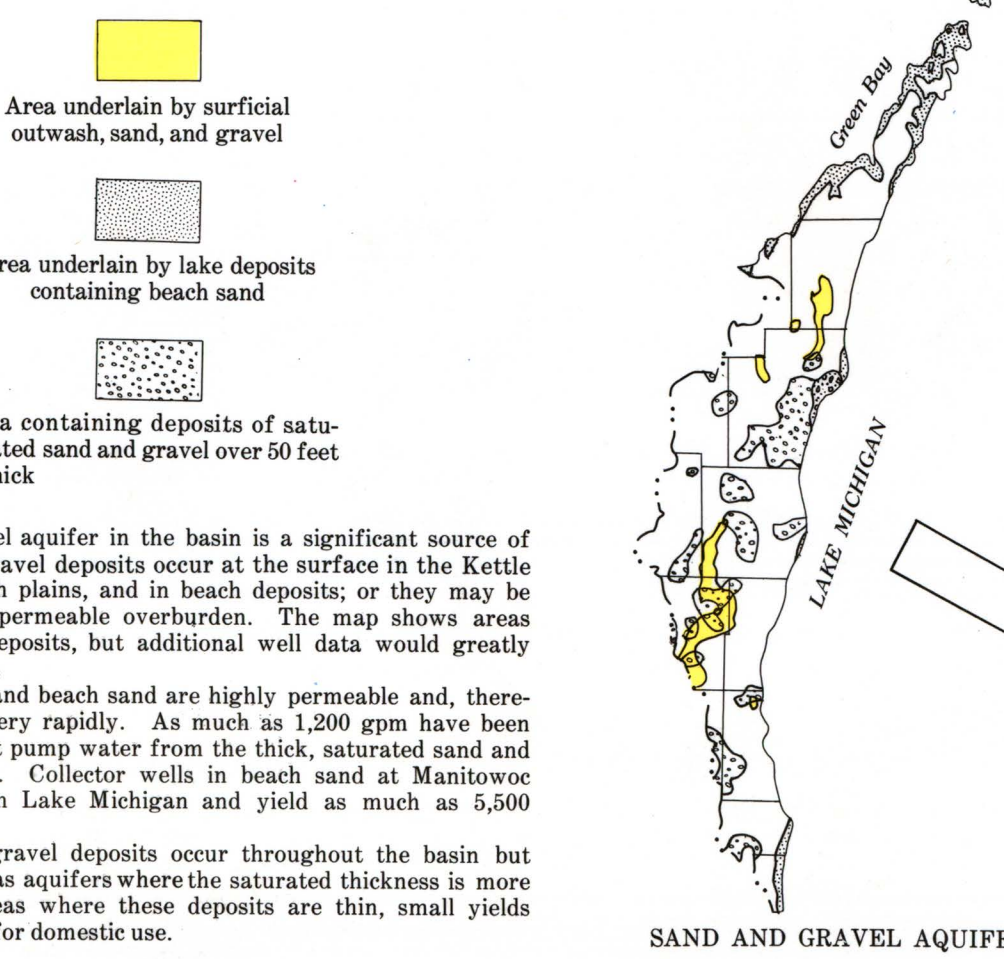 Area underlain by surficial
outwash, sand, and gravel
rea underlain by lake deposits
containing beach sand
a containing deposits of satu-
ted sand and gravel over 50 feet
ick
el aquifer in the basin is a significant source of
avel deposits occur at the surface in the Kettle
n plains, and in beach deposits; or they may be
permeable overburden. The map shows areas
eposits, but additional well data would greatly
nd beach sand are highly permeable and, there-
ery rapidly. As much as 1,200 gpm have been
t pump water from the thick, saturated sand and
. Collector wells in beach sand at Manitowoc
n Lake Michigan and yield as much as 5,500
gravel deposits occur throughout the basin but
as aquifers where the saturated thickness is more
eas where these deposits are thin, small yields
for domestic use.
Green Bay
LAKE MICHIGAN
SAND AND GRAVEL AQUIFE